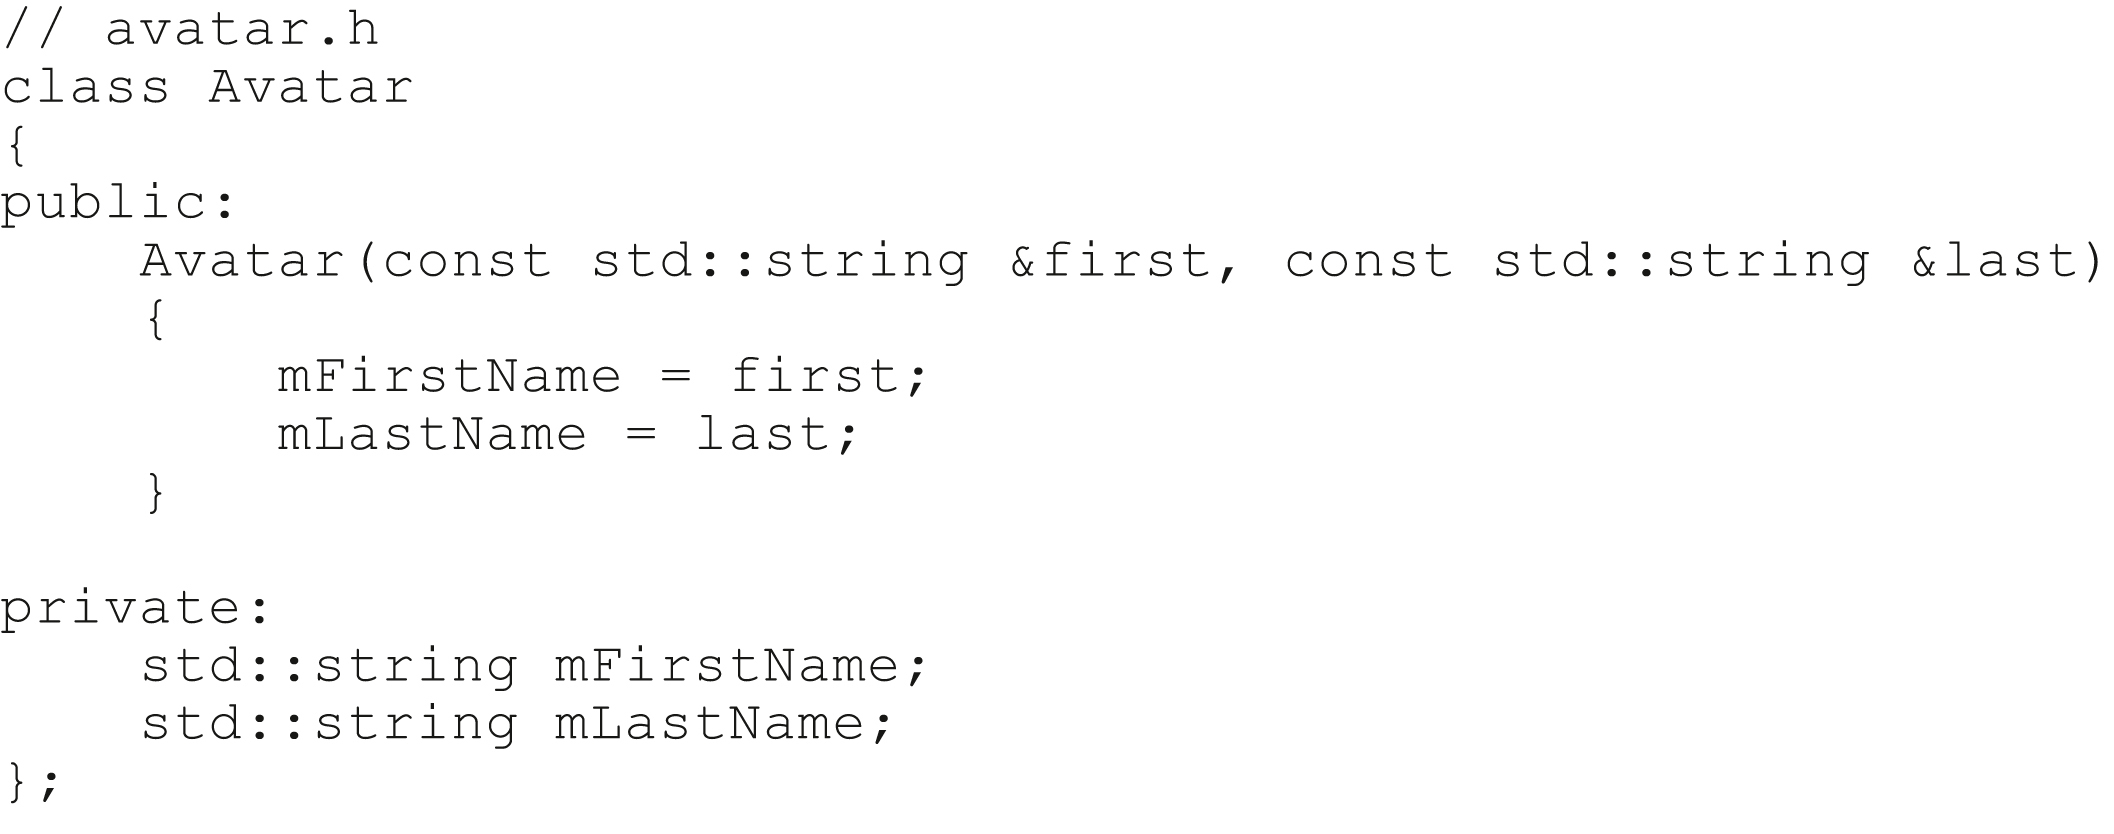 // avatar.h
class Avatar
{
public:
    Avatar(const std::string &first, const std::string &last)
    {
        mFirstName = first;
        mLastName = last;
    }

private:
    std::string mFirstName;
    std::string mLastName;
};